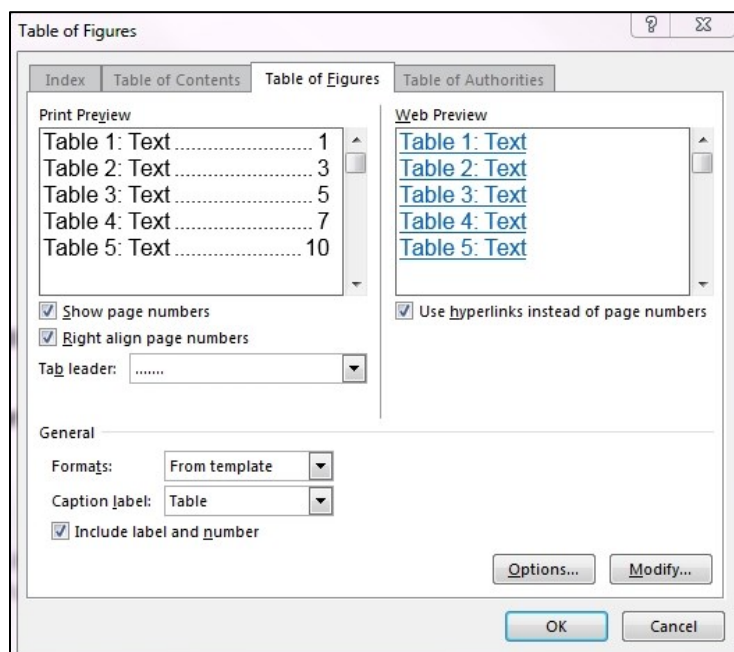 Table of Figures
Index
Table of Contents
Table of Figures
Table of Authorities
Print Preview
Table 1: Text ............................ 1
Table 2: Text ............................ 3
Table 3: Text ............................ 5
Table 4: Text ............................ 7
Table 5: Text .......................... 10
Show page numbers
Right align page numbers
Tab leader: .......
Web Preview
Table 1: Text
Table 2: Text
Table 3: Text
Table 4: Text
Table 5: Text
Use hyperlinks instead of page numbers
General
Formats: From template
Caption label: Table
Include label and number
Options... Modify...
OK Cancel